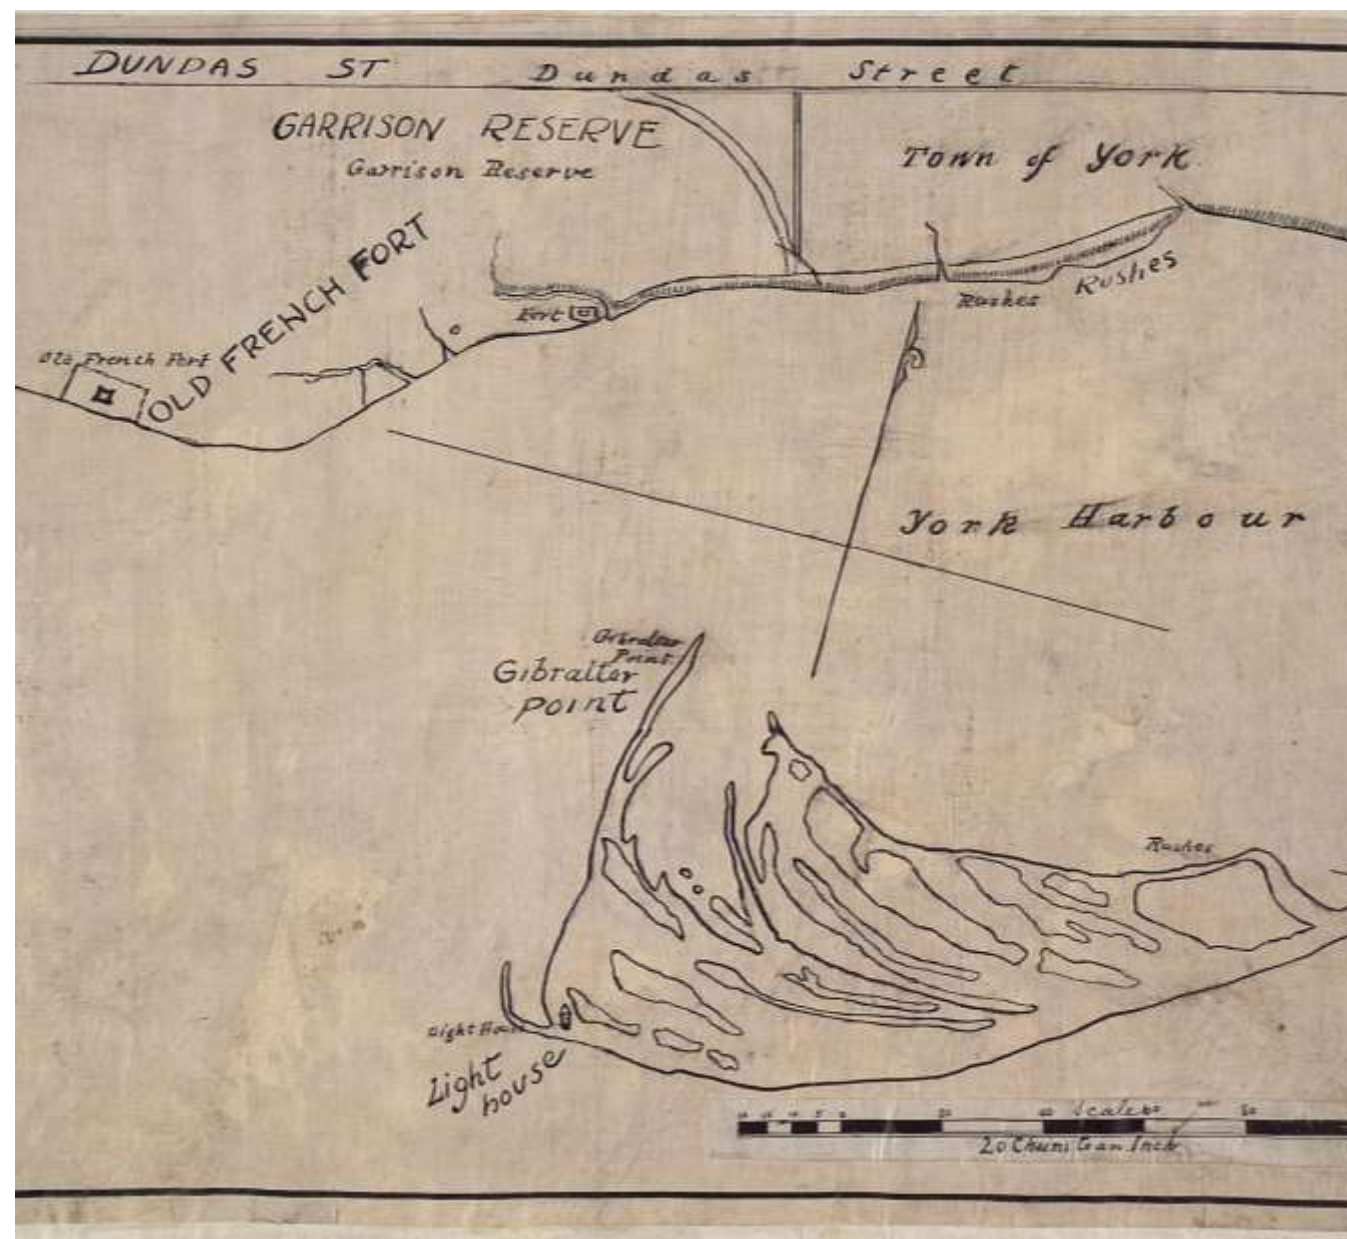 DUNDAS ST
Dundas Street
GARRISON RESERVE
Garrison Reserve
Town of York
OLD FRENCH FORT
Old French Fort
Fort
Rushes
Rushes
York Harbour
Gibralter
Point
Gibralter
Point
Rushes
Light House
Light
house
Scale
20 Chains to an Inch